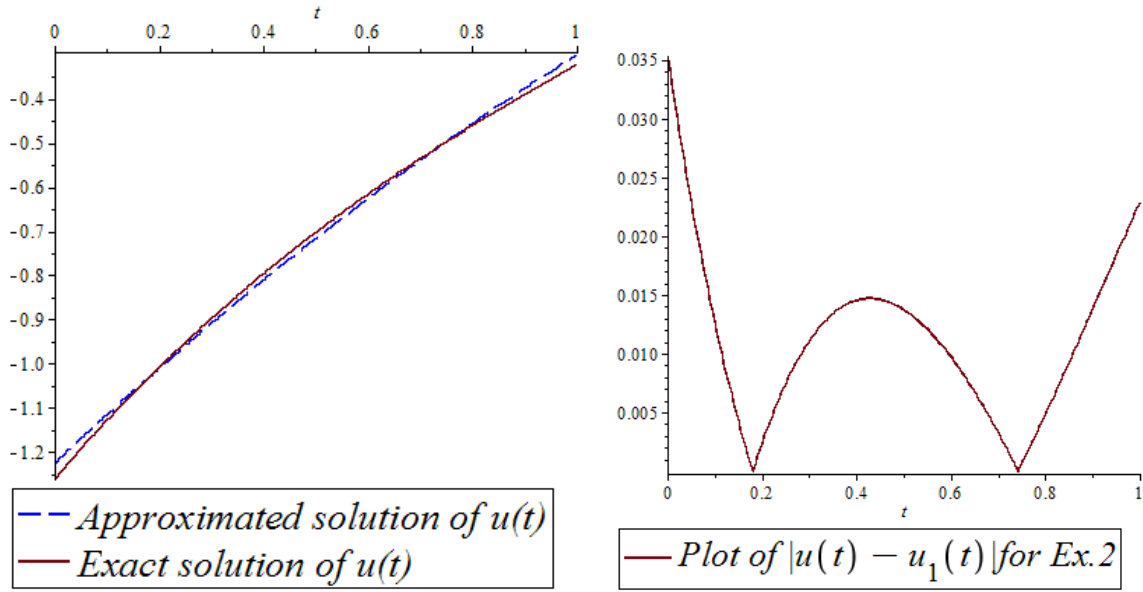 t
0 0.2 0.4 0.6 0.8 1
-0.4
-0.5
-0.6
-0.7
-0.8
-0.9
-1.0
-1.1
-1.2
Approximated solution of u(t)
Exact solution of u(t)
0.035
0.030
0.025
0.020
0.015
0.010
0.005
0 0.2 0.4 0.6 0.8 1
t
Plot of |u(t) − u₁(t)|for Ex.2